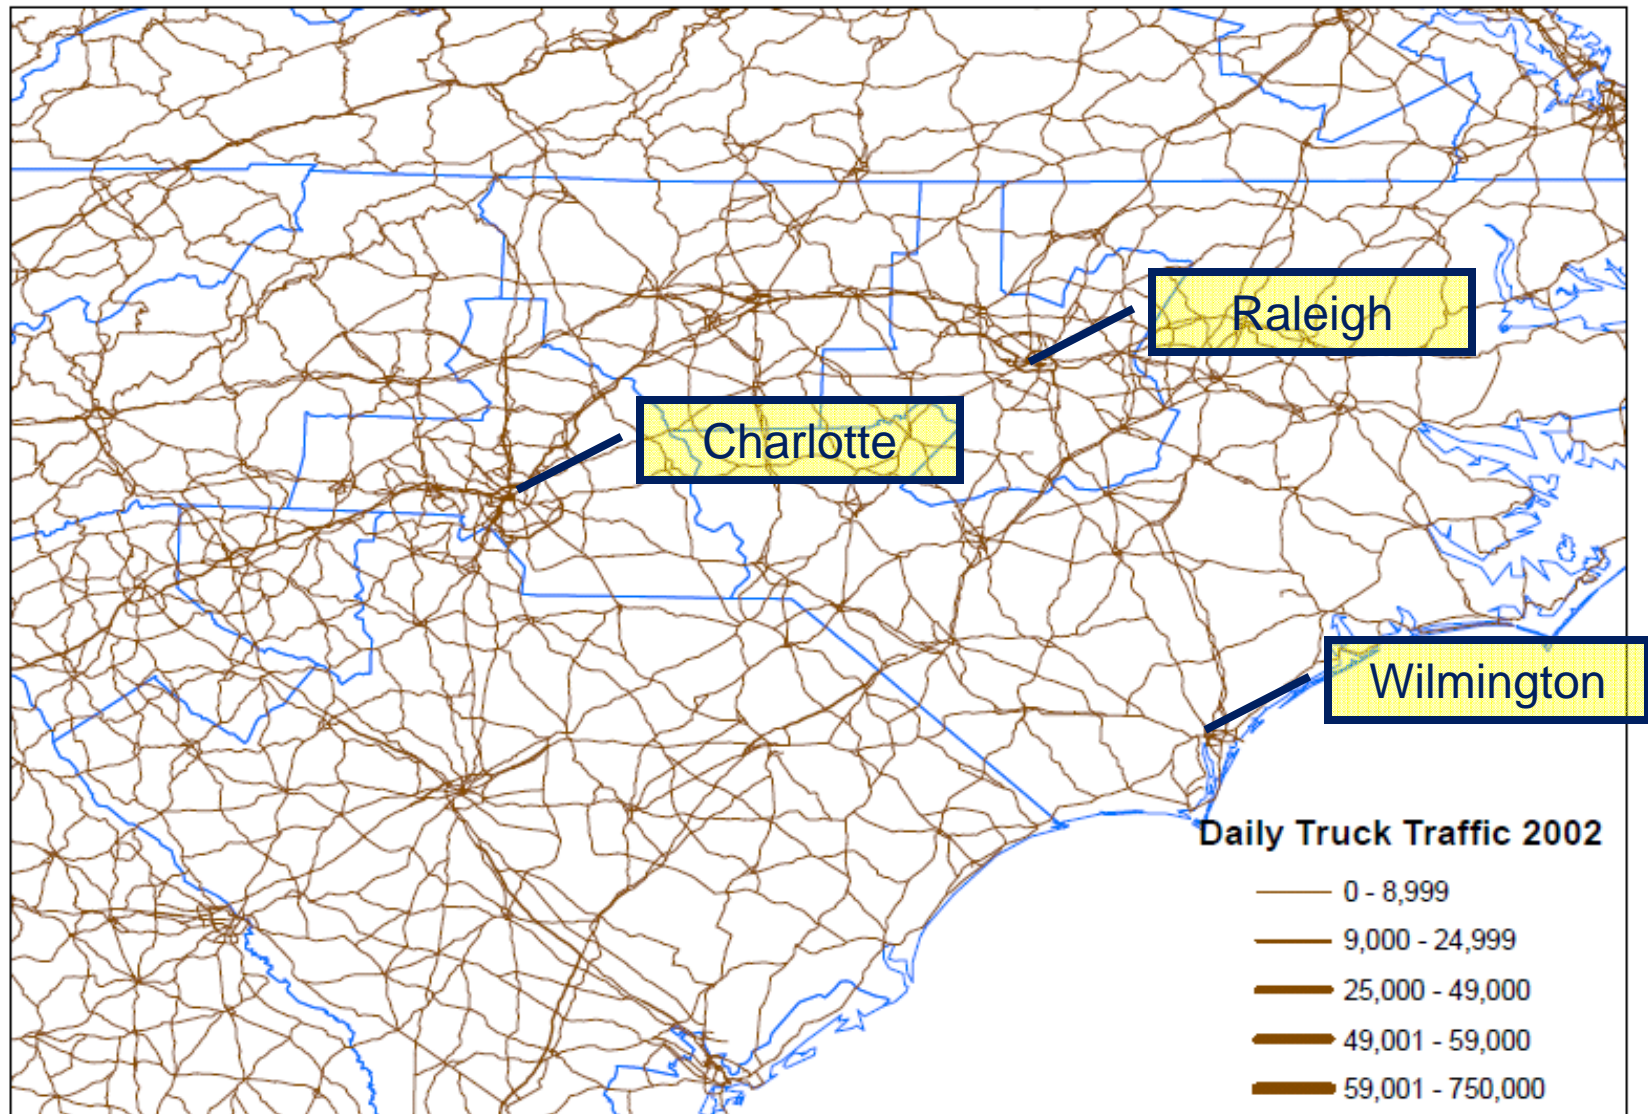 Raleigh
Charlotte
Wilmington
Daily Truck Traffic 2002
0 - 8,999
9,000 - 24,999
25,000 - 49,000
49,001 - 59,000
59,001 - 750,000